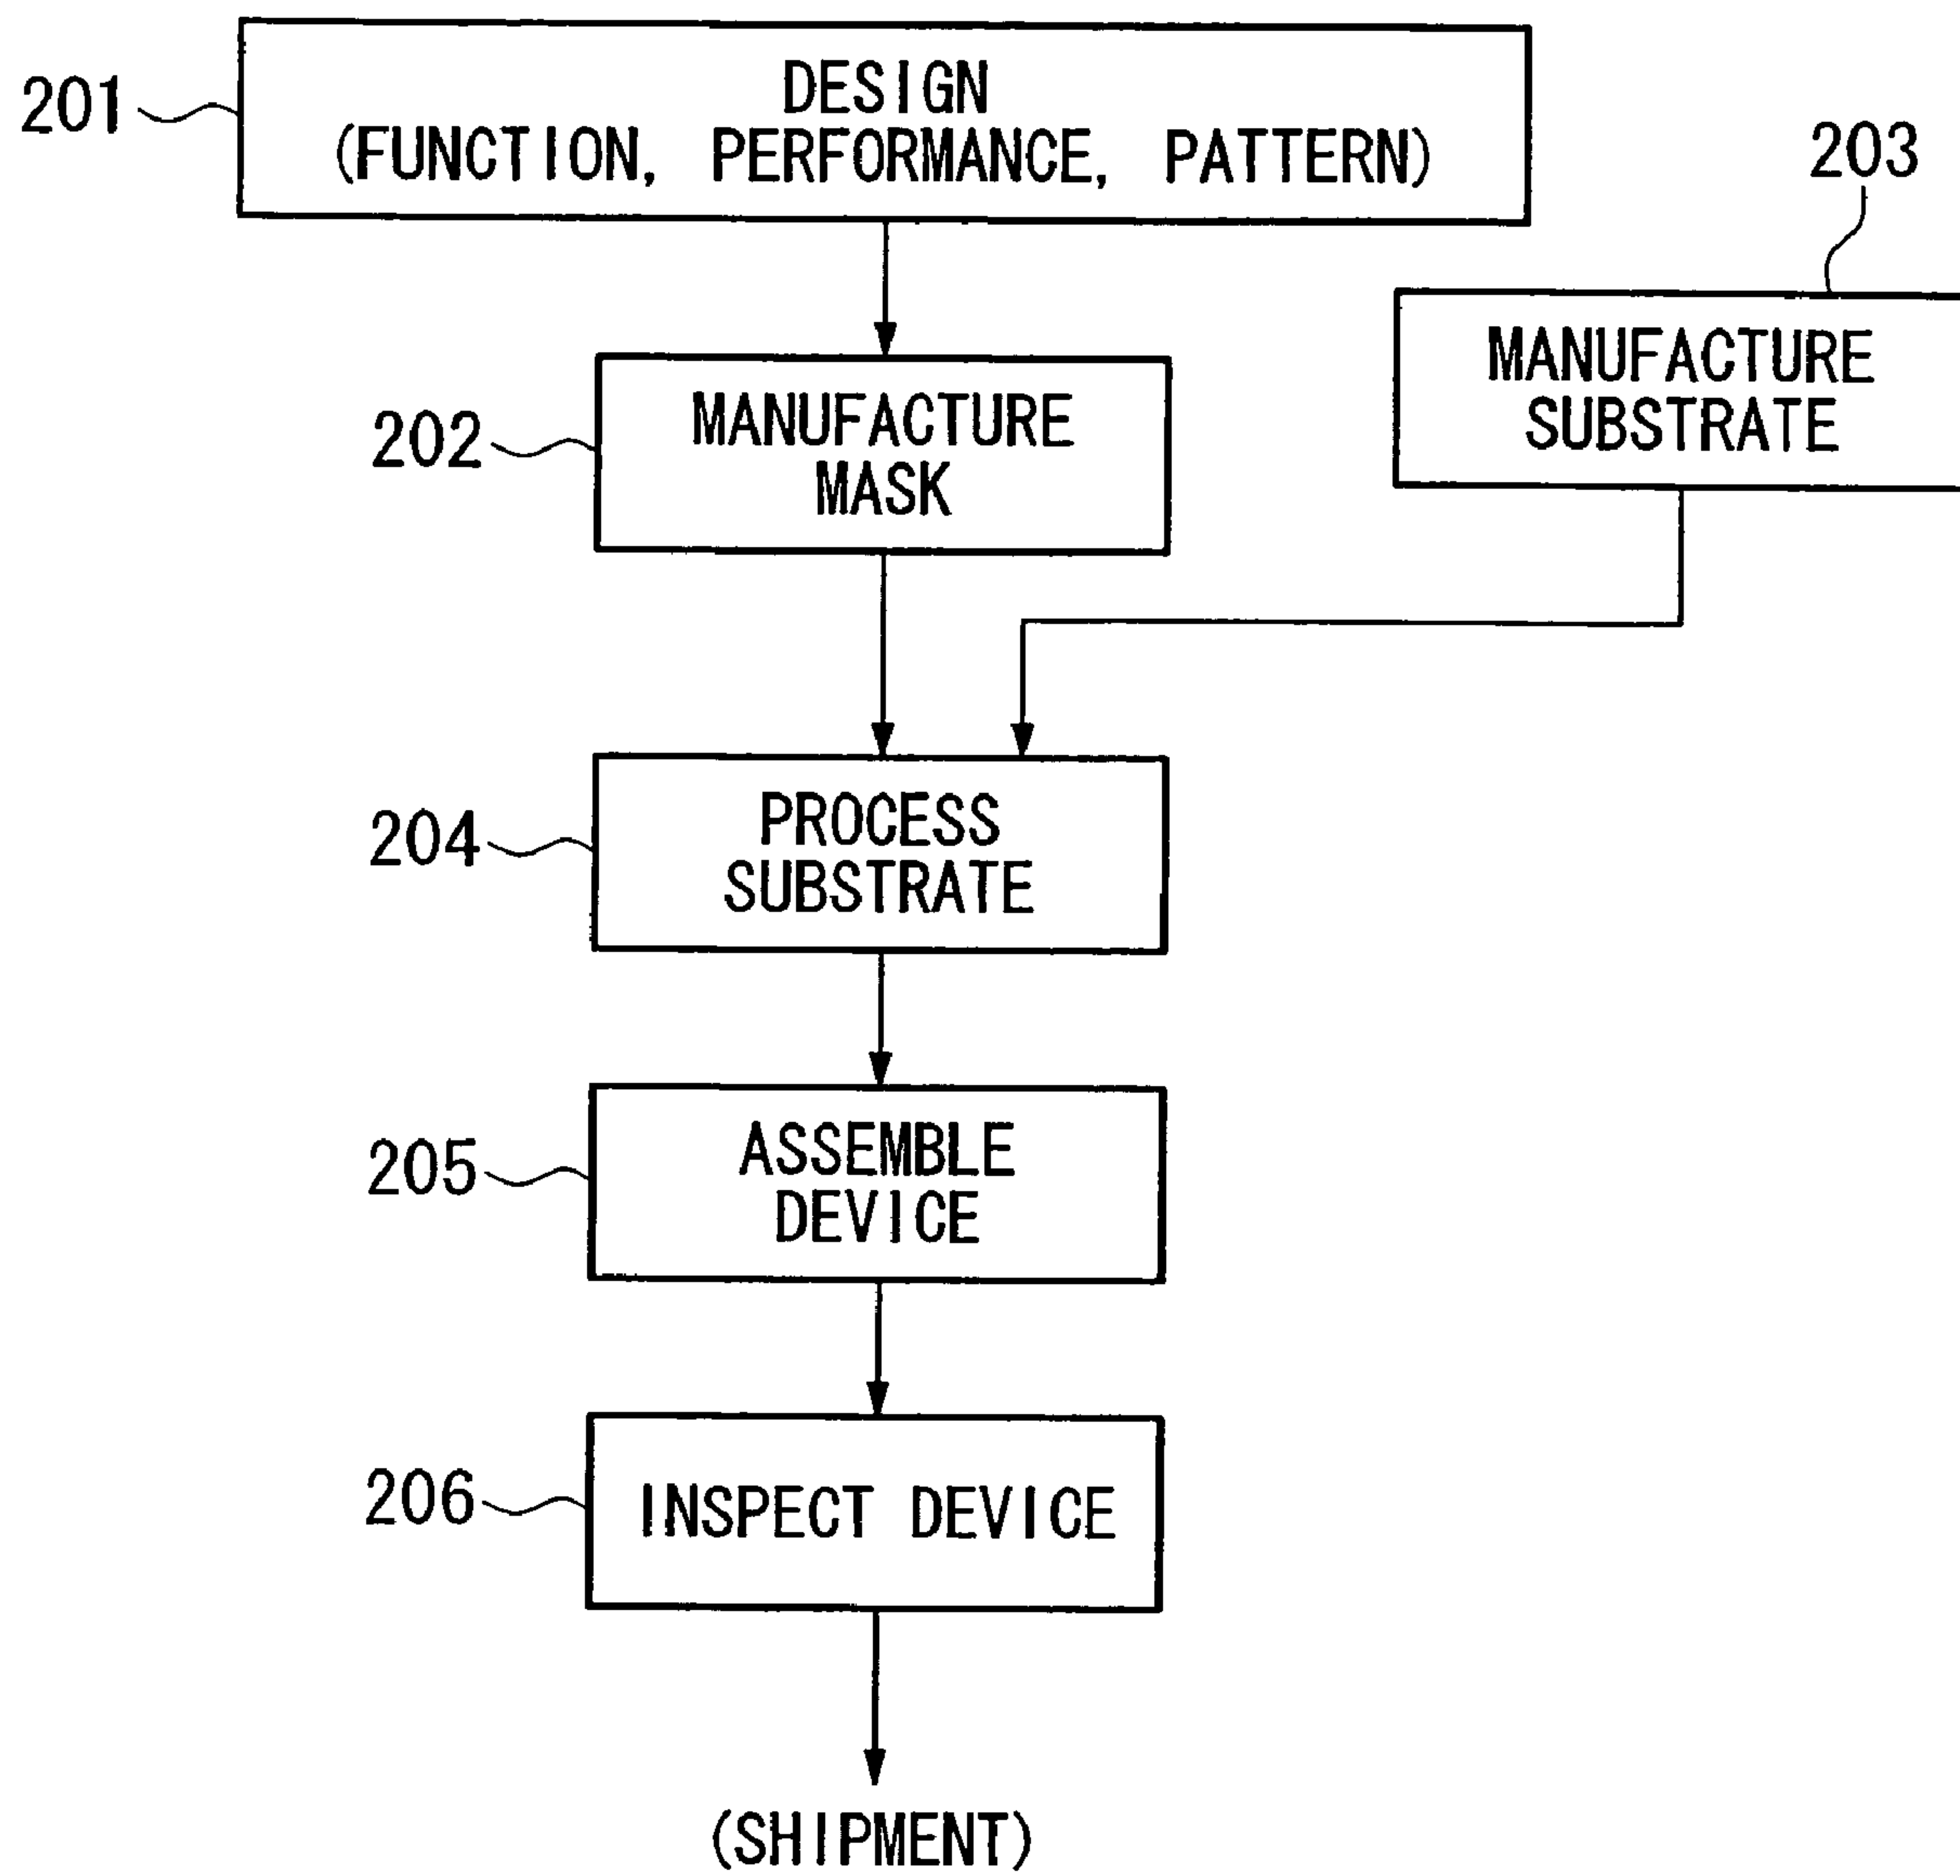 201
DESIGN
(FUNCTION, PERFORMANCE, PATTERN)
203
MANUFACTURE
SUBSTRATE
202
MANUFACTURE
MASK
204
PROCESS
SUBSTRATE
205
ASSEMBLE
DEVICE
206
INSPECT DEVICE
(SHIPMENT)